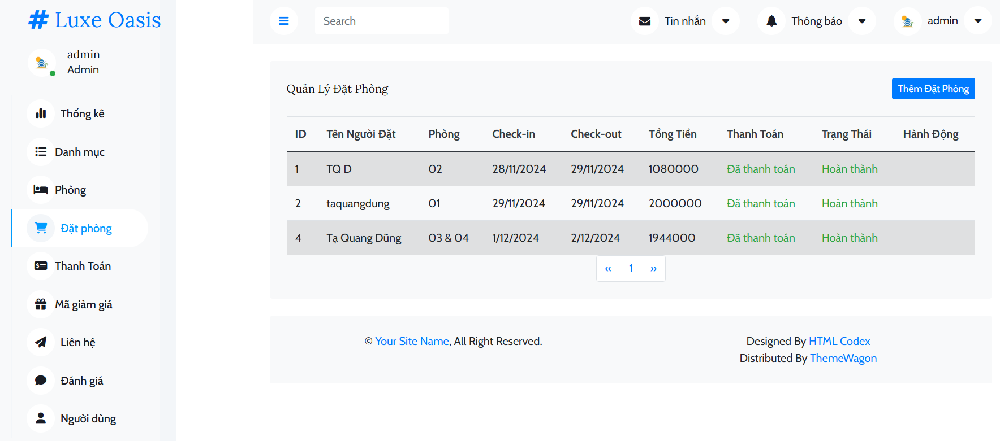 # Luxe Oasis
admin
Admin
Thống kê
Danh mục
Phòng
Đặt phòng
Thanh Toán
Mã giảm giá
Liên hệ
Đánh giá
Người dùng
Search
Tin nhắn
Thông báo
admin
Quản Lý Đặt Phòng
Thêm Đặt Phòng
ID Tên Người Đặt Phòng Check-in Check-out Tổng Tiền Thanh Toán Trạng Thái Hành Động
1 TQ D 02 28/11/2024 29/11/2024 1080000 Đã thanh toán Hoàn thành
2 taquangdung 01 29/11/2024 29/11/2024 2000000 Đã thanh toán Hoàn thành
4 Tạ Quang Dũng 03 & 04 1/12/2024 2/12/2024 1944000 Đã thanh toán Hoàn thành
« 1 »
© Your Site Name, All Right Reserved.
Designed By HTML Codex
Distributed By ThemeWagon